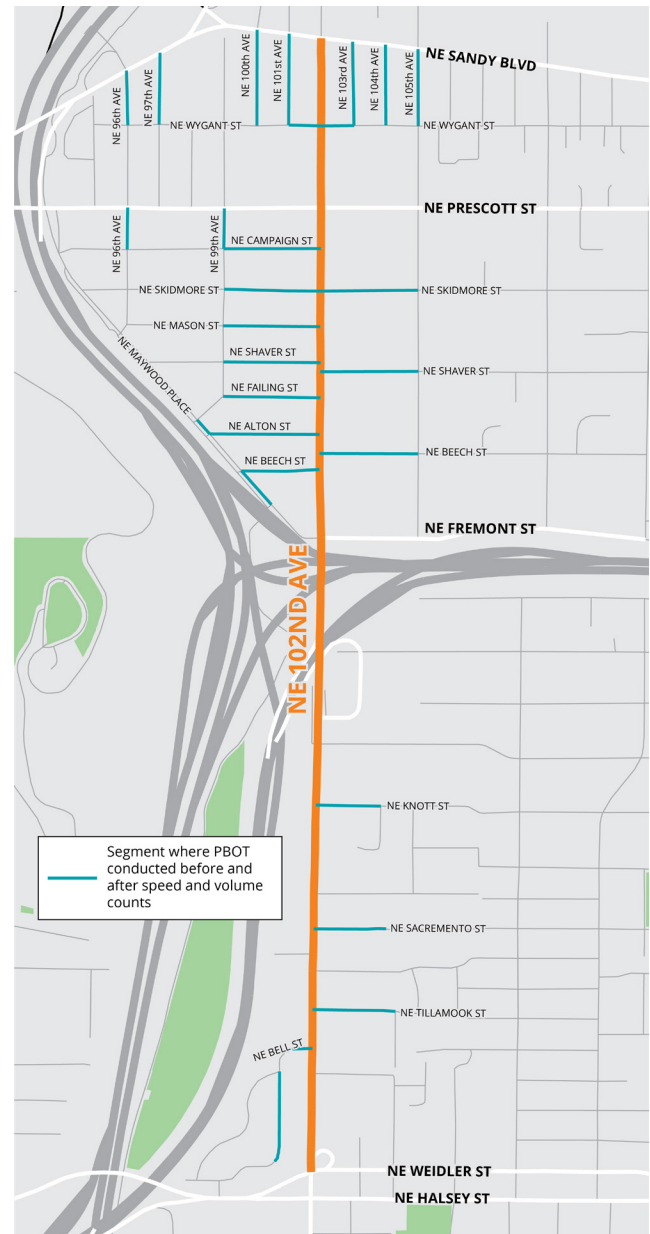 NE SANDY BLVD
NE 96th AVE
NE 97th AVE
NE 100th AVE
NE 101st AVE
NE 103rd AVE
NE 104th AVE
NE 105th AVE
NE WYGANT ST
NE WYGANT ST
NE PRESCOTT ST
NE 96th AVE
NE 99th AVE
NE CAMPAIGN ST
NE SKIDMORE ST
NE SKIDMORE ST
NE MASON ST
NE MAYWOOD PLACE
NE SHAVER ST
NE SHAVER ST
NE FAILING ST
NE ALTON ST
NE BEECH ST
NE BEECH ST
NE FREMONT ST
NE 102ND AVE
NE KNOTT ST
Segment where PBOT
conducted before and
after speed and volume
counts
NE SACREMENTO ST
NE TILLAMOOK ST
NE BELL ST
NE WEIDLER ST
NE HALSEY ST